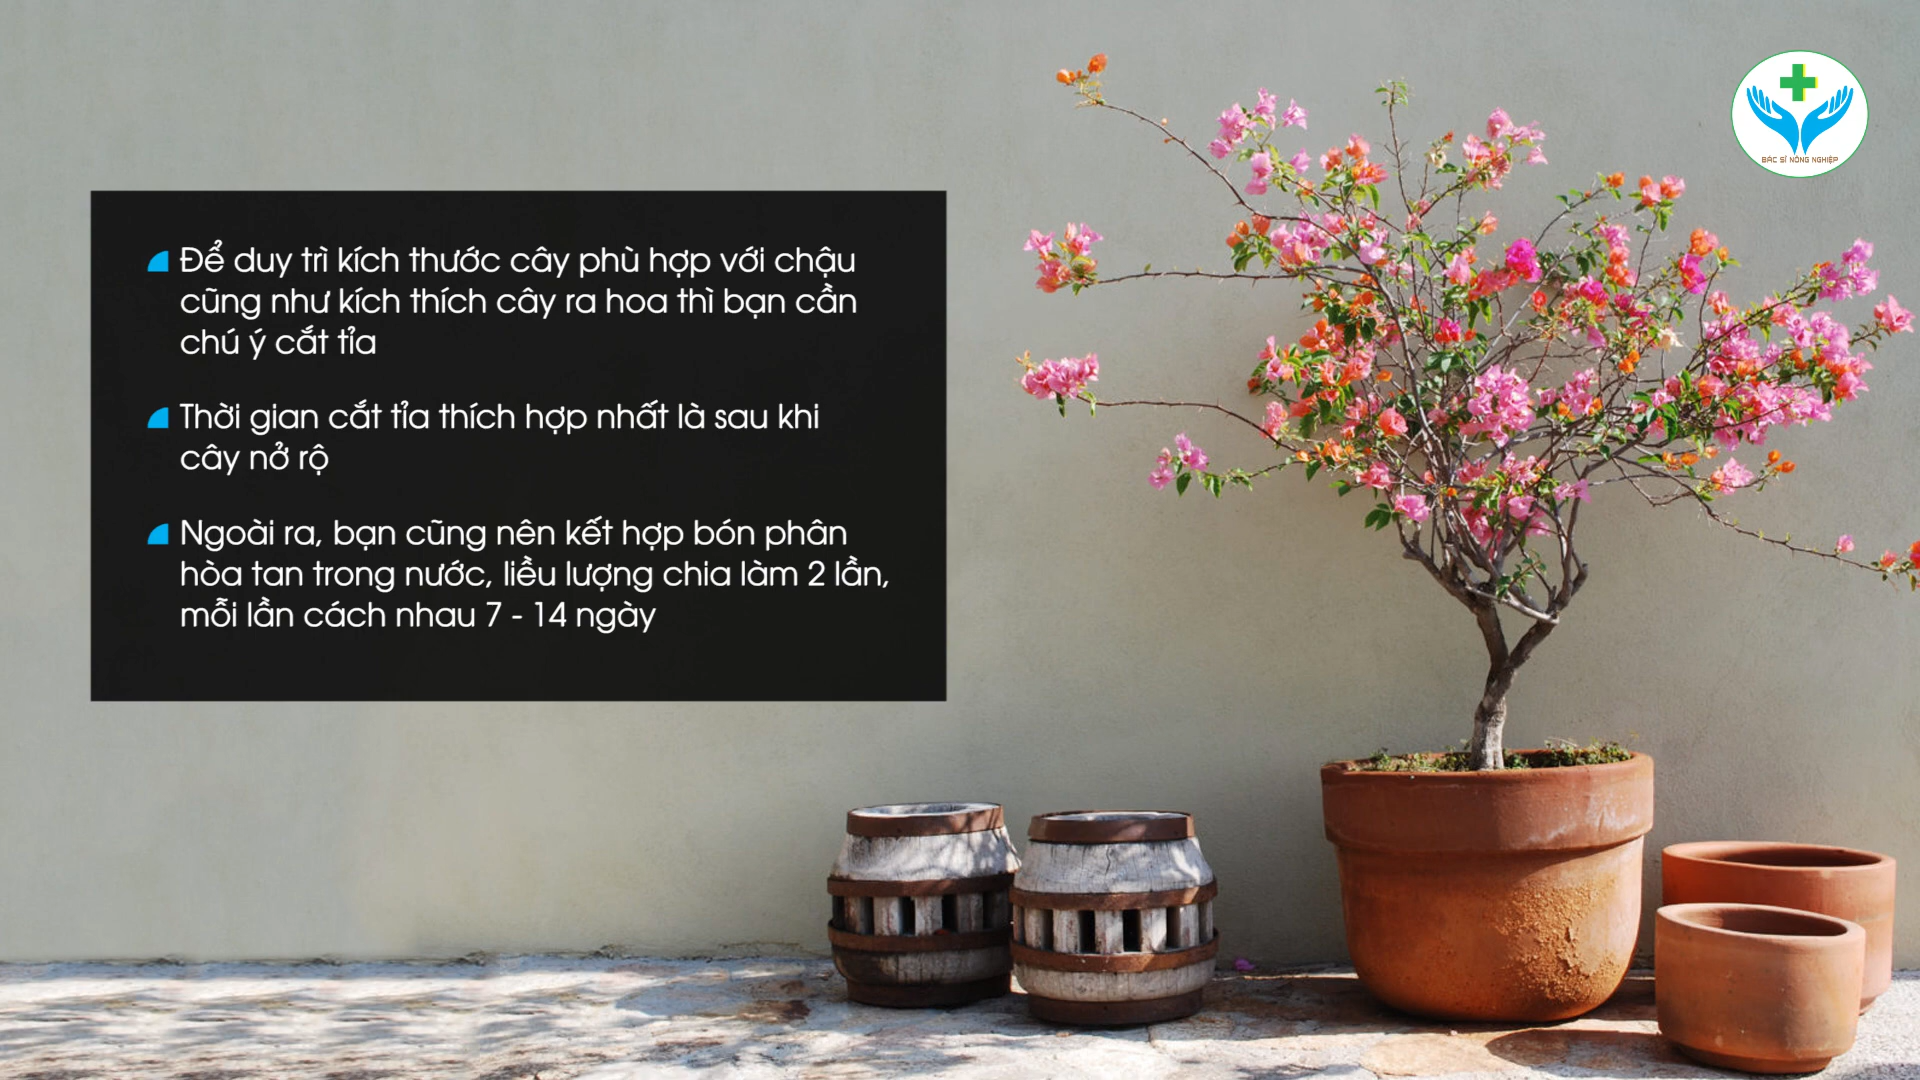 Để duy trì kích thước cây phù hợp với chậu
cũng như kích thích cây ra hoa thì bạn cần
chú ý cắt tỉa
Thời gian cắt tỉa thích hợp nhất là sau khi
cây nở rộ
Ngoài ra, bạn cũng nên kết hợp bón phân
hòa tan trong nước, liều lượng chia làm 2 lần,
mỗi lần cách nhau 7 - 14 ngày
BÁC SĨ NÔNG NGHIỆP